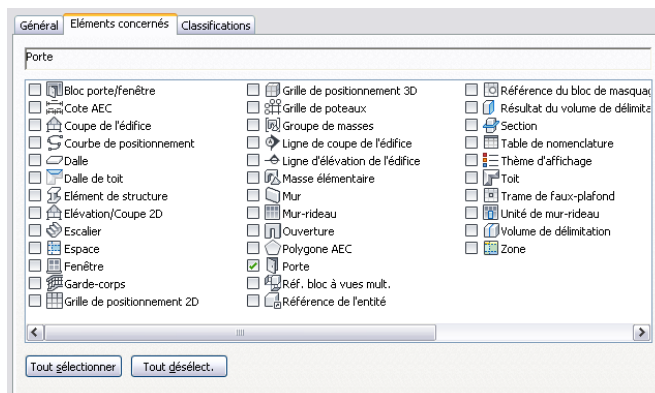 Général Eléments concernés Classifications
Porte
Bloc porte/fenêtre
Cote AEC
Coupe de l'édifice
Courbe de positionnement
Dalle
Dalle de toit
Elément de structure
Elévation/Coupe 2D
Escalier
Espace
Fenêtre
Garde-corps
Grille de positionnement 2D
Grille de positionnement 3D
Grille de poteaux
Groupe de masses
Ligne de coupe de l'édifice
Ligne d'élévation de l'édifice
Masse élémentaire
Mur
Mur-rideau
Ouverture
Polygone AEC
Porte
Réf. bloc à vues mult.
Référence de l'entité
Référence du bloc de masqua
Résultat du volume de délimita
Section
Table de nomenclature
Thème d'affichage
Toit
Trame de faux-plafond
Unité de mur-rideau
Volume de délimitation
Zone
Tout sélectionner Tout désélect.